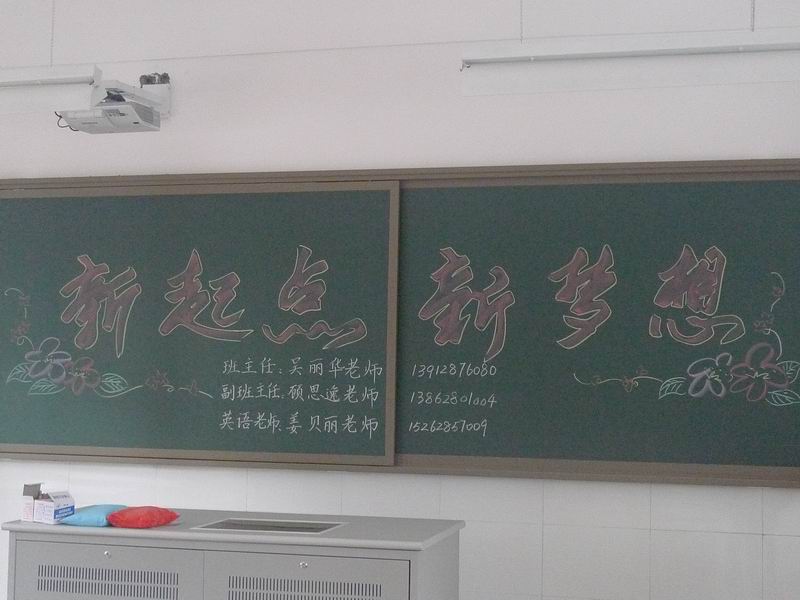 新起点 新梦想
班主任:吴丽华老师 13912876080
副班主任:顾思逸老师 13862801004
英语老师:姜贝丽老师 15262857009